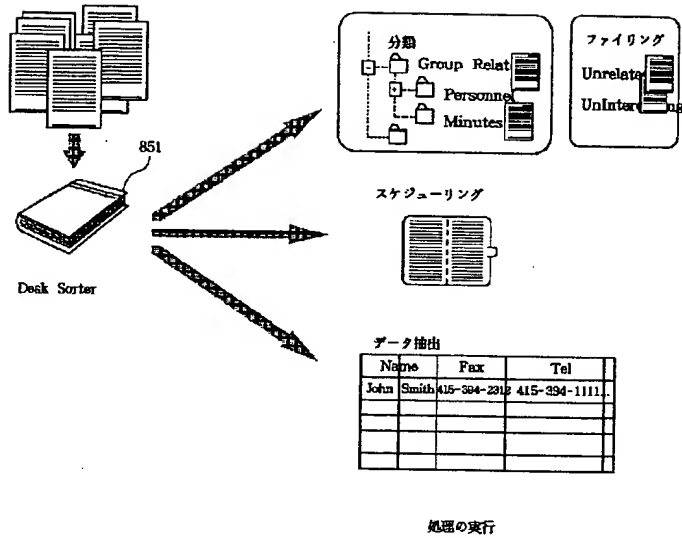 分類
Group Relat
Personnel
Minutes
ファイリング
Unrelate
UnInteresting
851
Desk Sorter
スケジューリング
データ抽出
Name Fax Tel
John Smith 415-394-2312 415-394-1111..
処理の実行